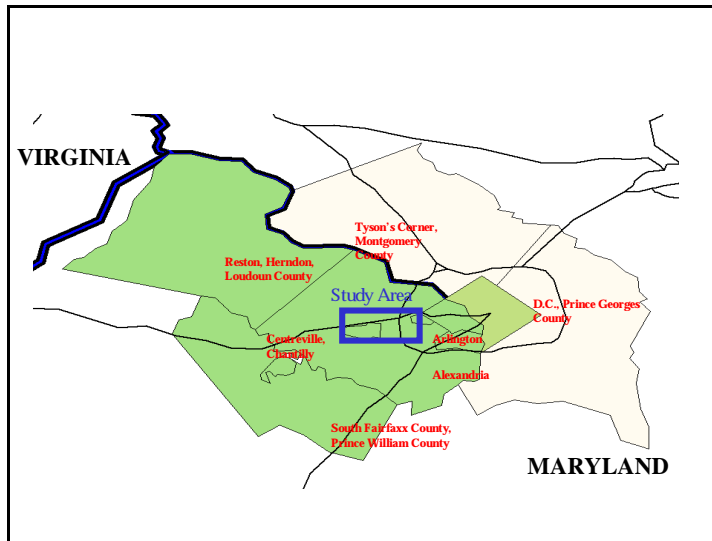 VIRGINIA
Tyson's Corner,
Montgomery
County
Reston, Herndon,
Loudoun County
Study Area
D.C., Prince Georges
County
Centreville,
Chantilly
Arlington
Alexandria
South Fairfaxx County,
Prince William County
MARYLAND